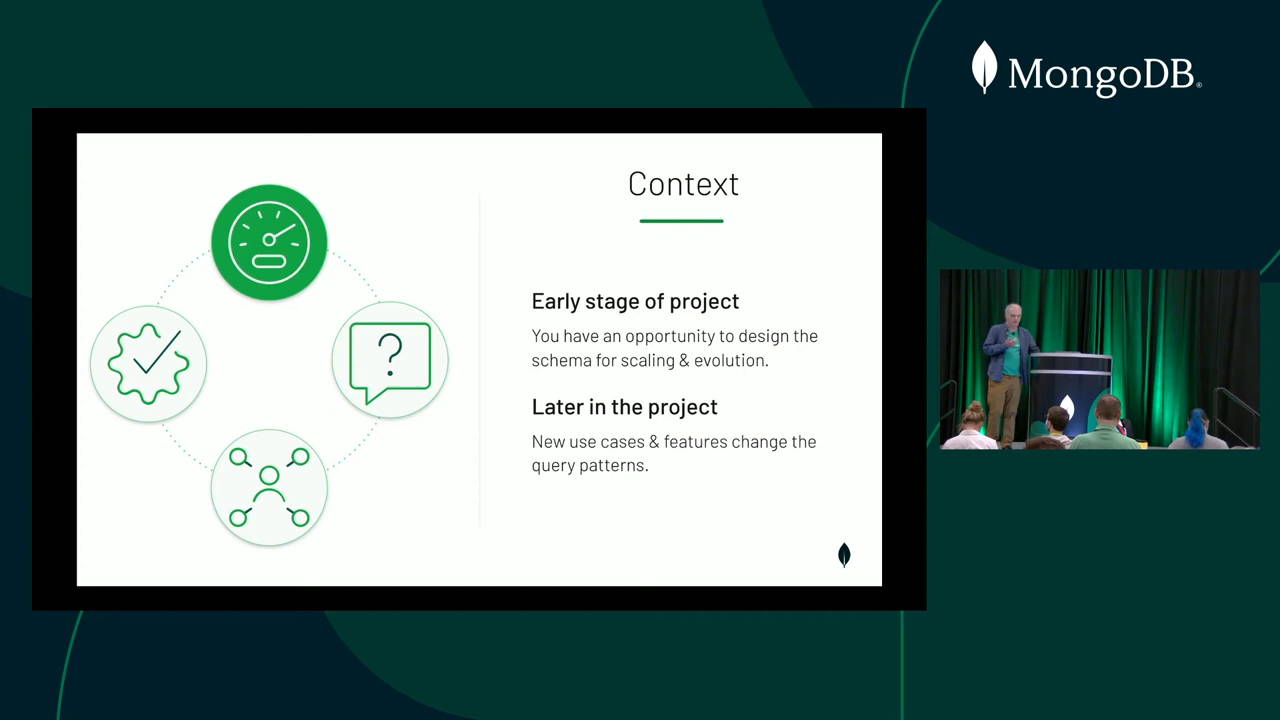 MongoDB®
Context
Early stage of project
You have an opportunity to design the
schema for scaling & evolution.
Later in the project
New use cases & features change the
query patterns.
?